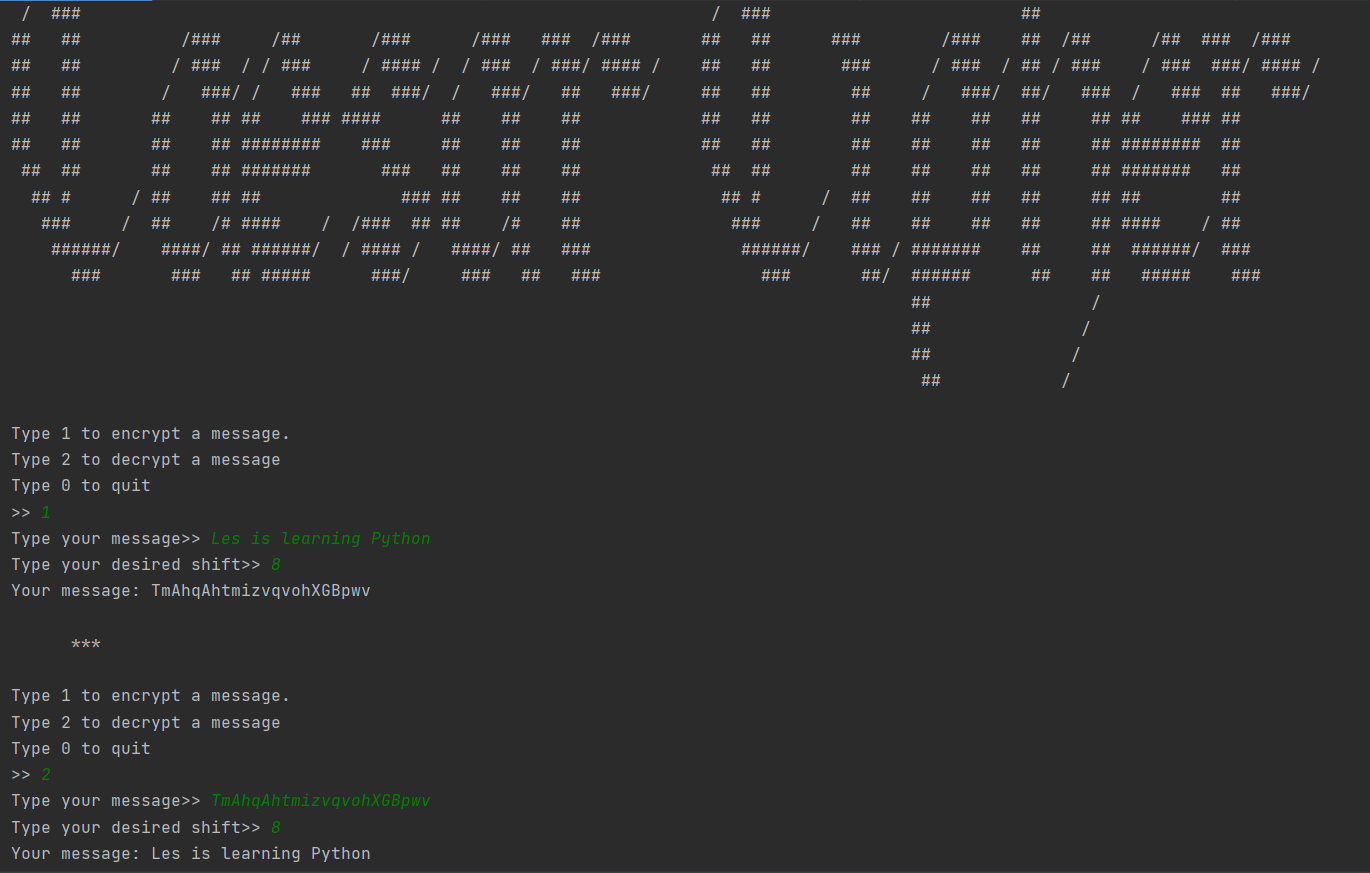 Caesar Cipher
Type 1 to encrypt a message.
Type 2 to decrypt a message
Type 0 to quit
>> 1
Type your message>> Les is learning Python
Type your desired shift>> 8
Your message: TmAhqAhtmizvqvohXGBpwv
***
Type 1 to encrypt a message.
Type 2 to decrypt a message
Type 0 to quit
>> 2
Type your message>> TmAhqAhtmizvqvohXGBpwv
Type your desired shift>> 8
Your message: Les is learning Python